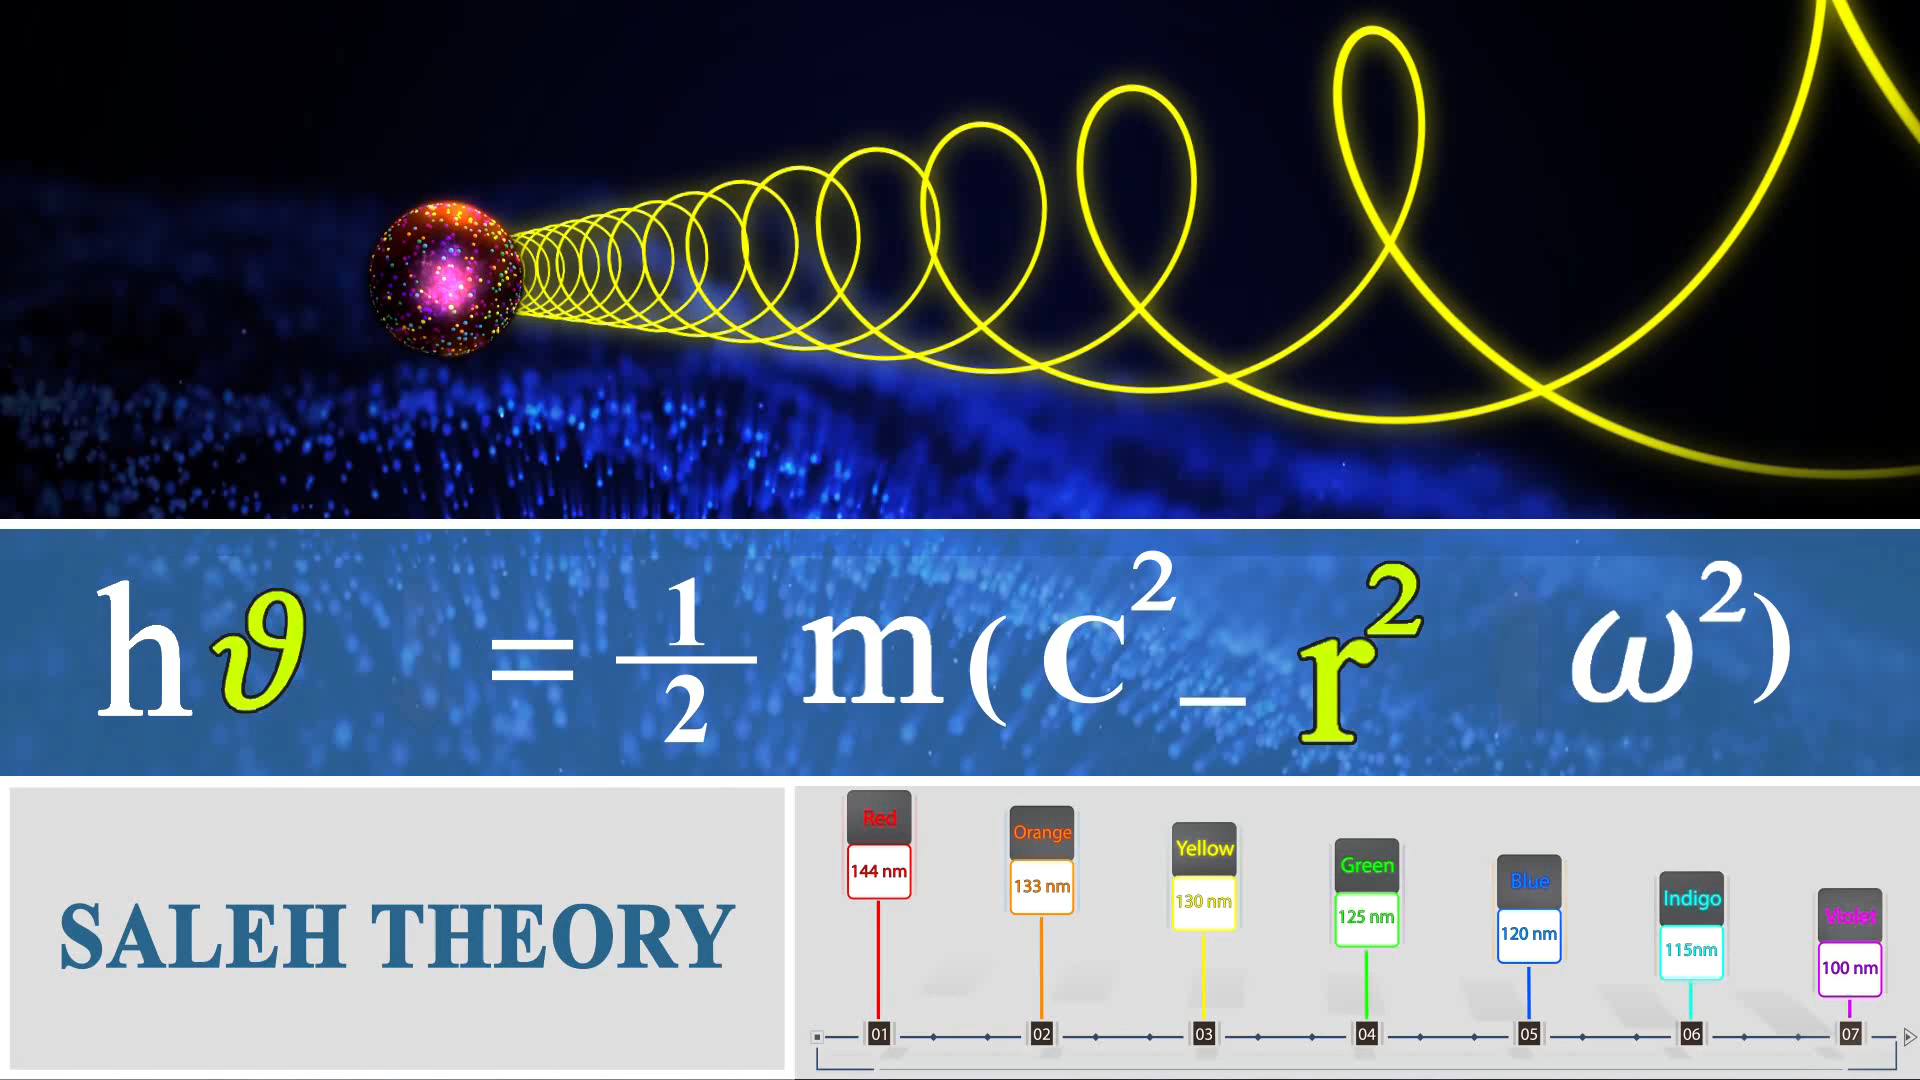 hϑ = 1/2 m(c² − r² ω²)
SALEH THEORY
Red
144 nm
01
Orange
133 nm
02
Yellow
130 nm
03
Green
125 nm
04
Blue
120 nm
05
Indigo
115nm
06
Violet
100 nm
07